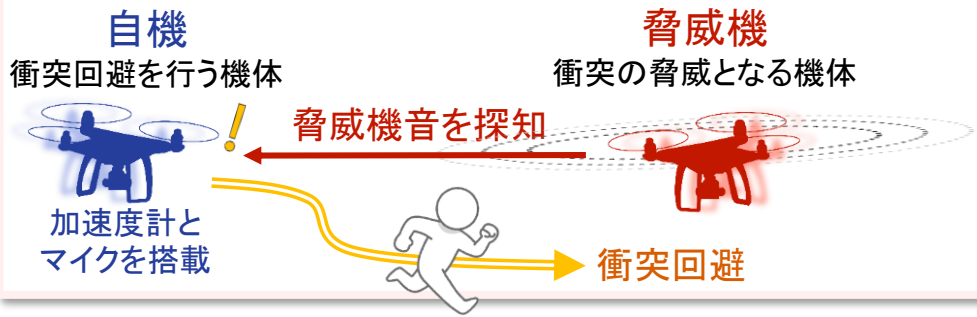 自機
衝突回避を行う機体
脅威機
衝突の脅威となる機体
脅威機音を探知
加速度計と
マイクを搭載
衝突回避